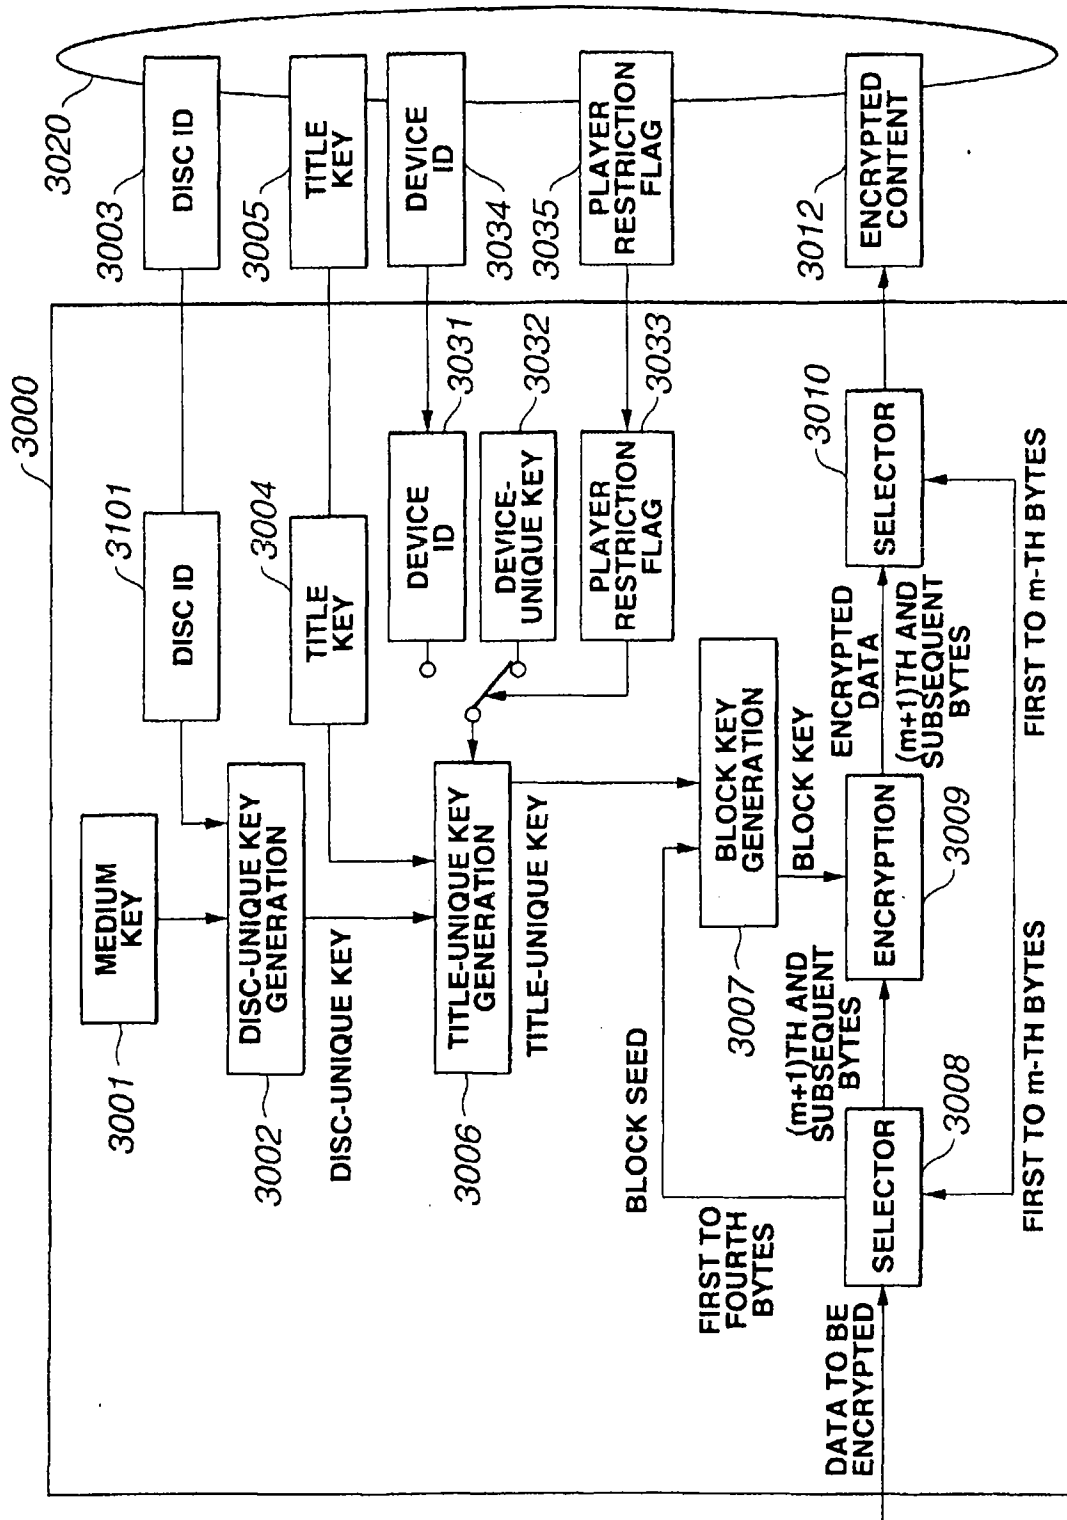 3000
3020
3003
DISC ID
3005
TITLE
KEY
DEVICE
ID
3034
3035
PLAYER
RESTRICTION
FLAG
3012
ENCRYPTED
CONTENT
3101
DISC ID
3004
TITLE
KEY
3031
DEVICE
ID
3032
DEVICE-
UNIQUE KEY
3033
PLAYER
RESTRICTION
FLAG
MEDIUM
KEY
3001
DISC-UNIQUE KEY
GENERATION
3002
DISC-UNIQUE KEY
TITLE-UNIQUE KEY
GENERATION
3006
TITLE-UNIQUE KEY
BLOCK KEY
GENERATION
3007
BLOCK KEY
BLOCK SEED
FIRST TO
FOURTH
BYTES
DATA TO BE
ENCRYPTED
SELECTOR
3008
(m+1)TH AND
SUBSEQUENT
BYTES
ENCRYPTION
3009
ENCRYPTED
DATA
(m+1)TH AND
SUBSEQUENT
BYTES
SELECTOR
3010
FIRST TO m-TH BYTES
FIRST TO m-TH BYTES